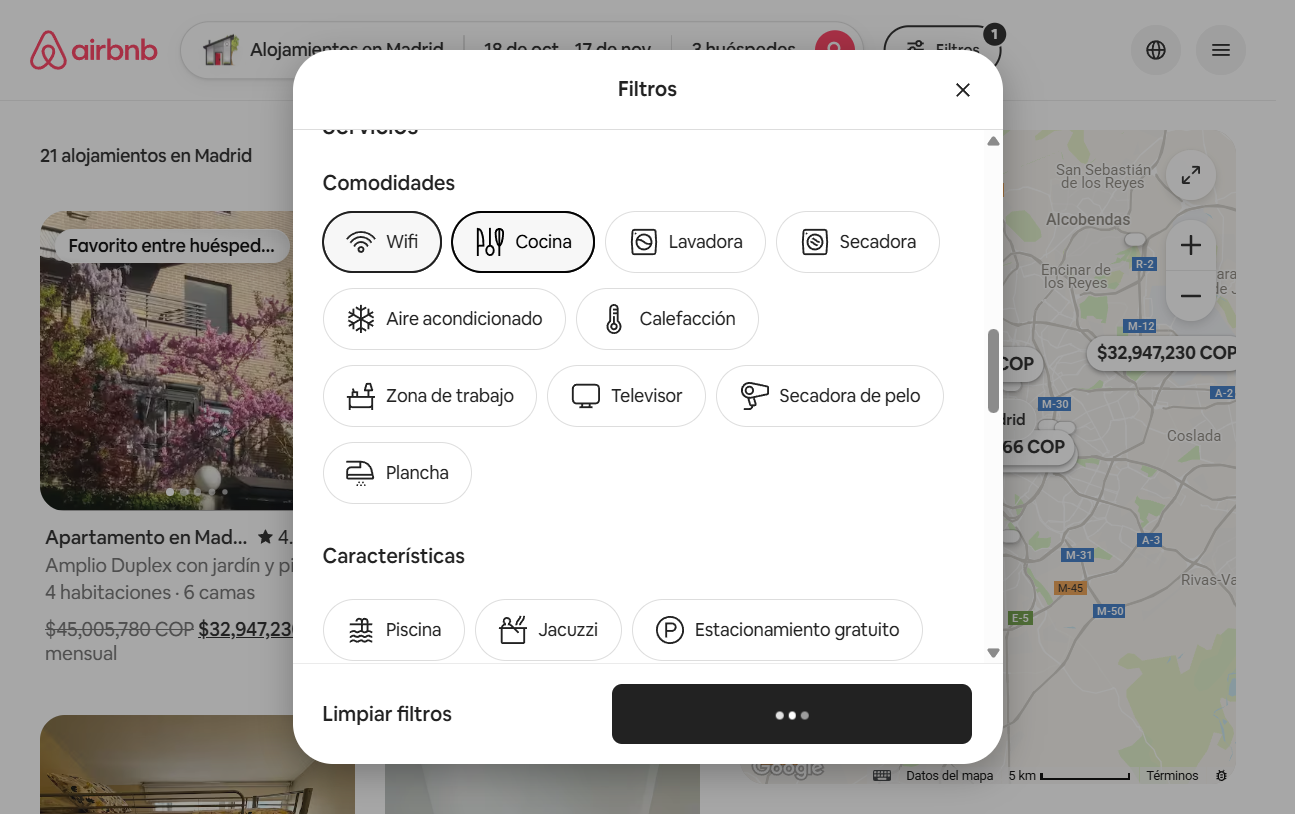 airbnb
Alojamientos en Madrid
18 de oct. - 17 de nov.
3 huéspedes
Filtros
1
Filtros
21 alojamientos en Madrid
Favorito entre huésped...
Servicios
Comodidades
Wifi
Cocina
Lavadora
Secadora
Aire acondicionado
Calefacción
Zona de trabajo
Televisor
Secadora de pelo
Plancha
Características
Piscina
Jacuzzi
Estacionamiento gratuito
Limpiar filtros
Apartamento en Mad...
4.
Amplio Duplex con jardín y pi
4 habitaciones · 6 camas
$45,005,780 COP $32,947,230
mensual
San Sebastián
de los Reyes
Alcobendas
R-2
Encinar de
los Reyes
M-12
COP
$32,947,230 COP
A-2
M-30
drid
66 COP
Coslada
A-3
M-31
M-45
Rivas-Va
M-50
E-5
Google
Datos del mapa
5 km
Términos